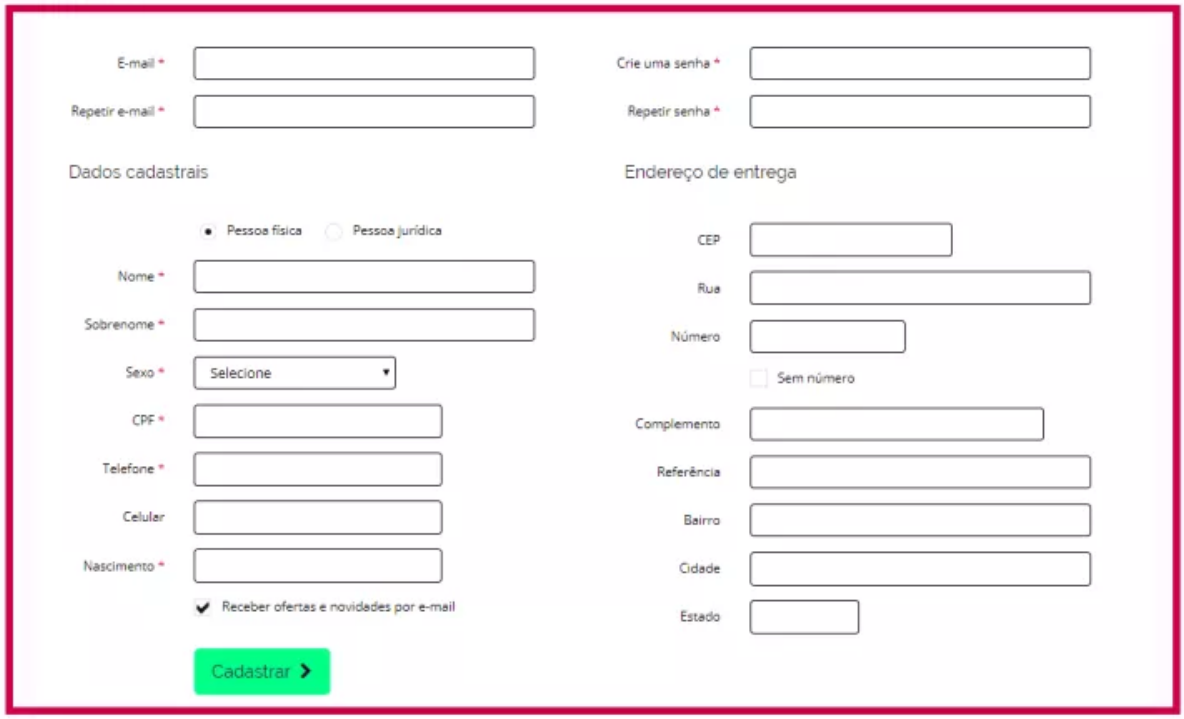 E-mail *
Crie uma senha *
Repetir e-mail *
Repetir senha *
Dados cadastrais
Pessoa física
Pessoa jurídica
Nome *
Sobrenome *
Sexo *
Selecione
CPF *
Telefone *
Celular
Nascimento *
Receber ofertas e novidades por e-mail
Cadastrar
Endereço de entrega
CEP
Rua
Número
Sem número
Complemento
Referência
Bairro
Cidade
Estado